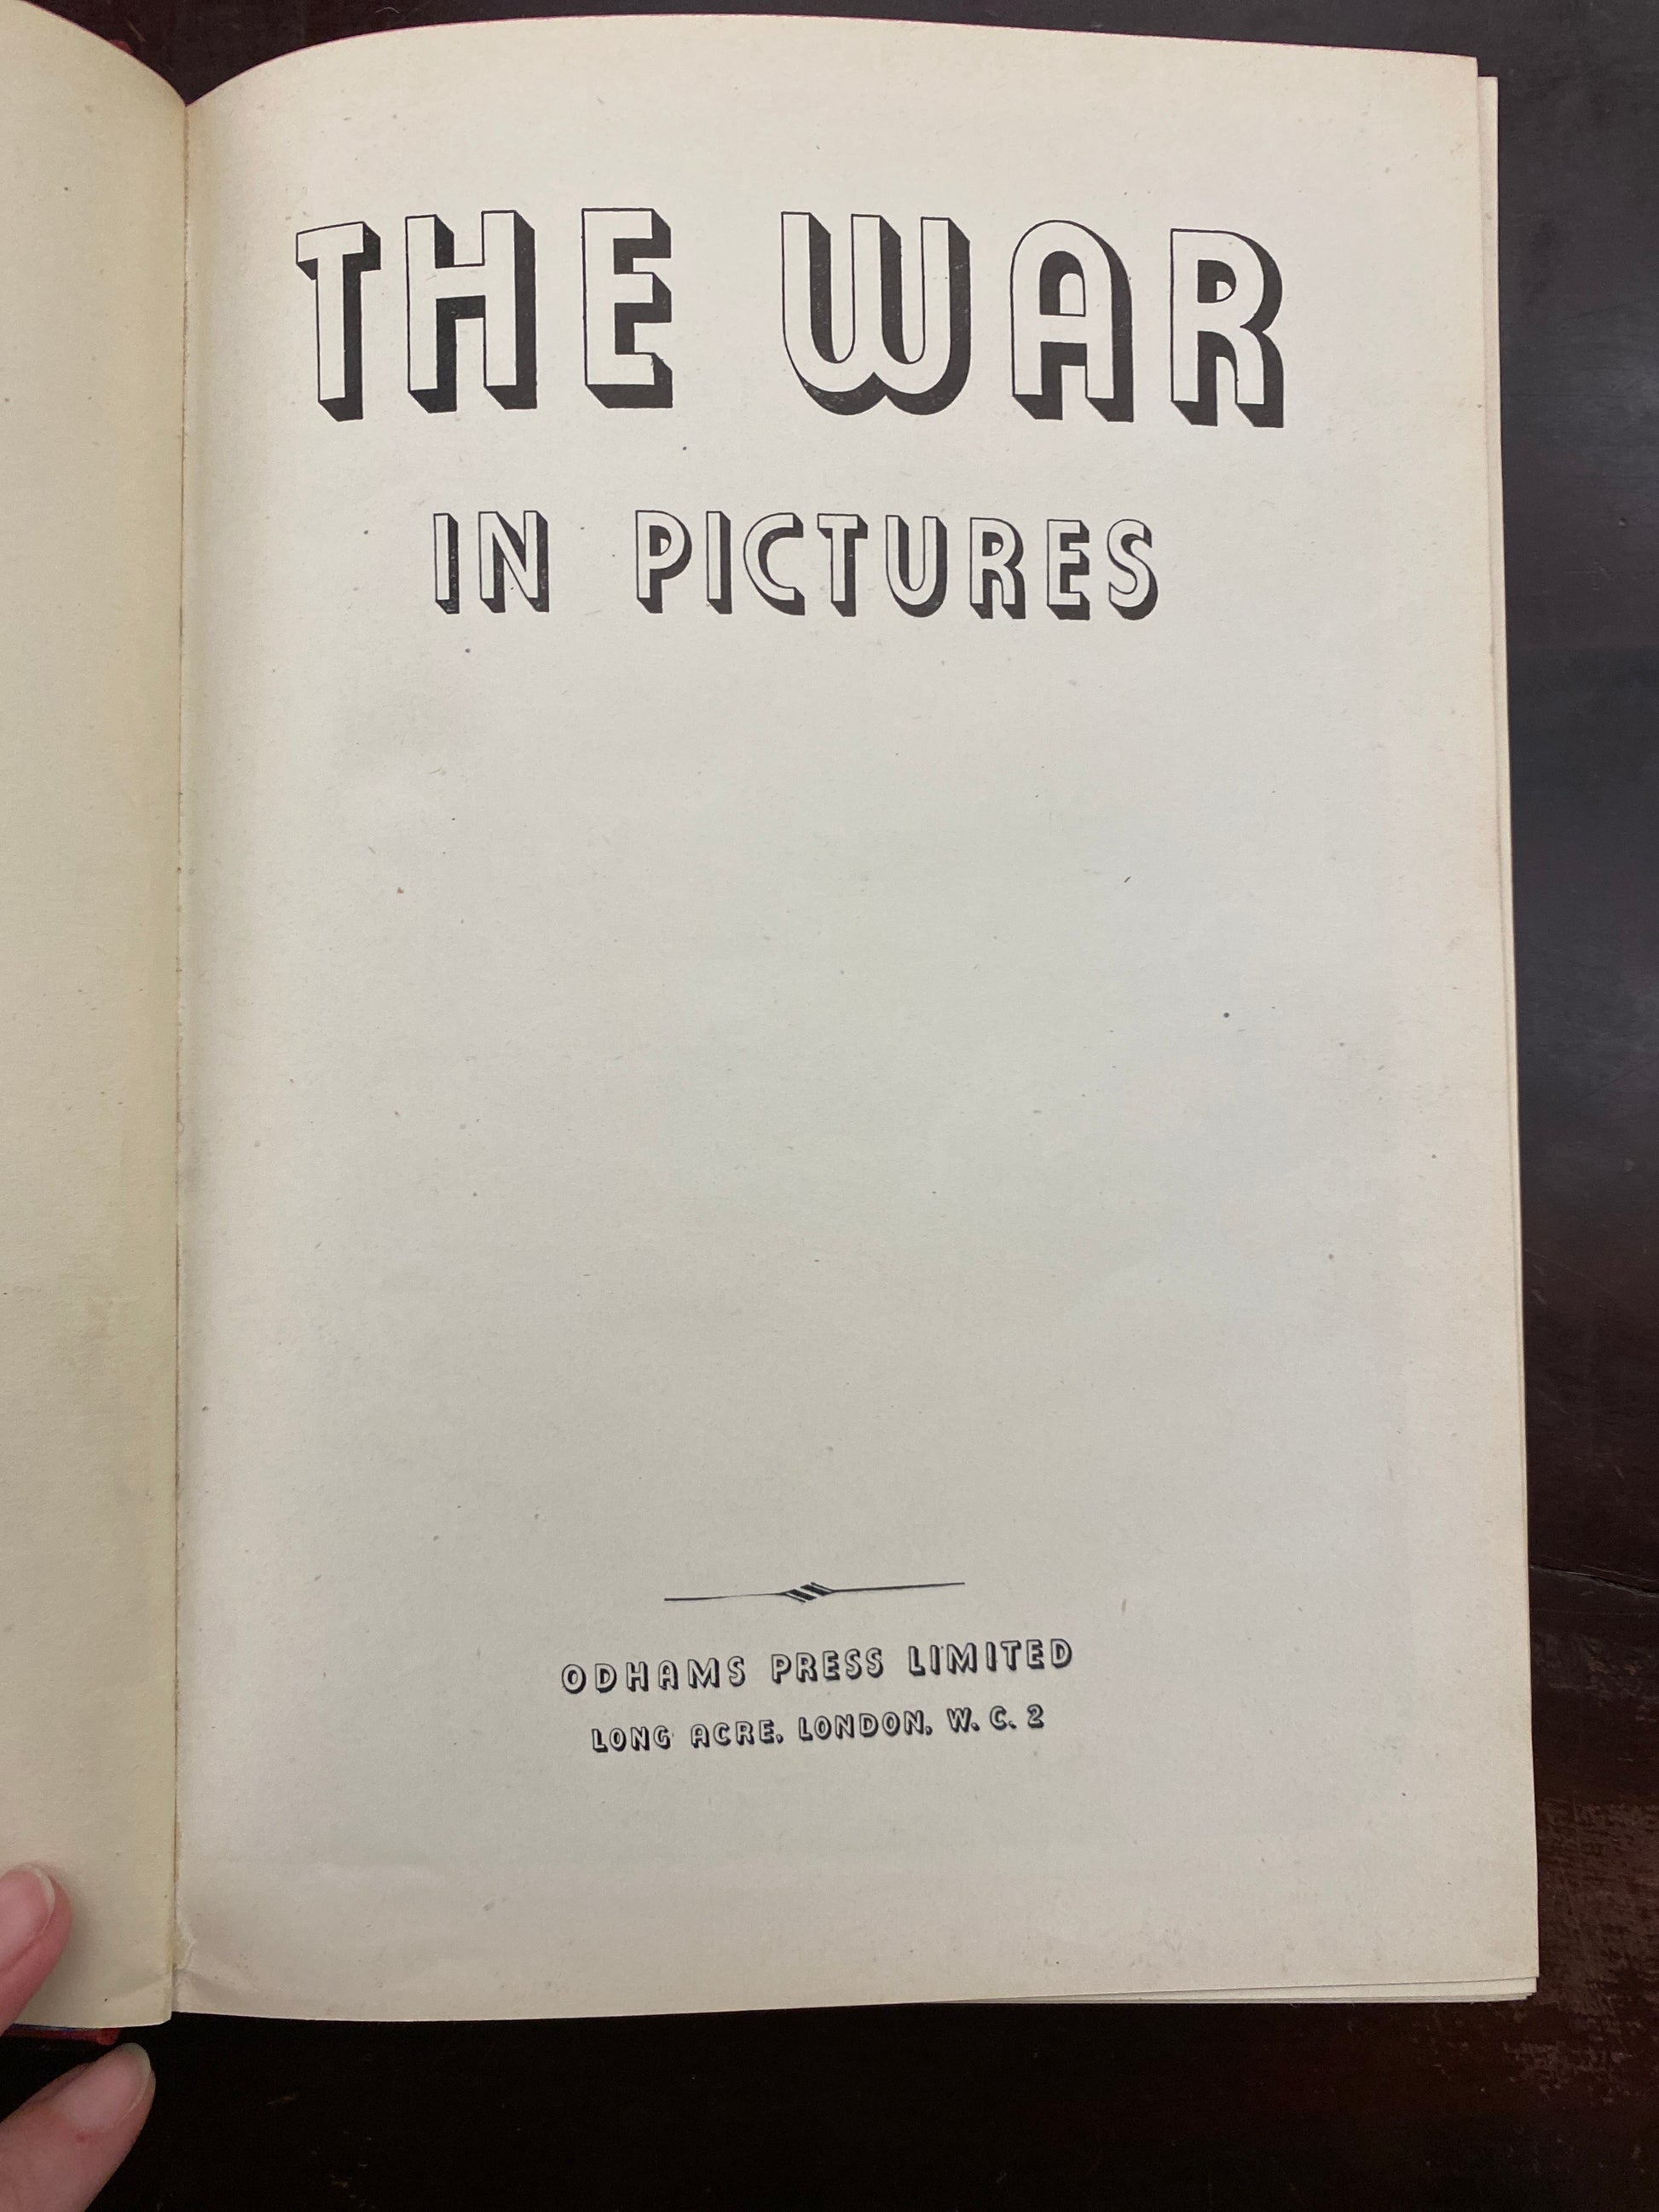 THE WAR
IN PICTURES
ODHAMS PRESS LIMITED
LONG ACRE, LONDON, W. C. 2